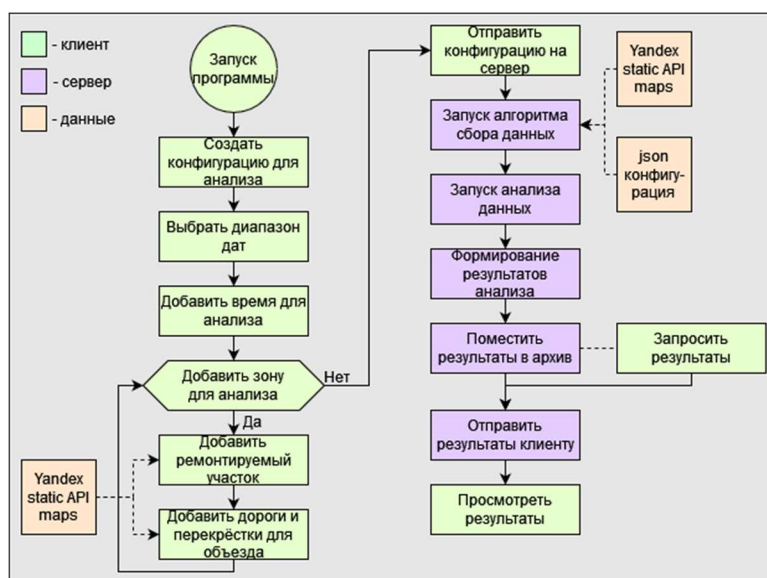 - клиент
- сервер
- данные
Запуск
программы
Создать
конфигурацию для
анализа
Выбрать диапазон
дат
Добавить время для
анализа
Добавить зону
для анализа
Нет
Да
Добавить
ремонтируемый
участок
Добавить дороги и
перекрёстки для
объезда
Yandex
static API
maps
Отправить
конфигурацию на
сервер
Запуск алгоритма
сбора данных
Yandex
static API
maps
json
конфигу-
рация
Запуск анализа
данных
Формирование
результатов
анализа
Поместить
результаты в архив
Запросить
результаты
Отправить
результаты клиенту
Просмотреть
результаты